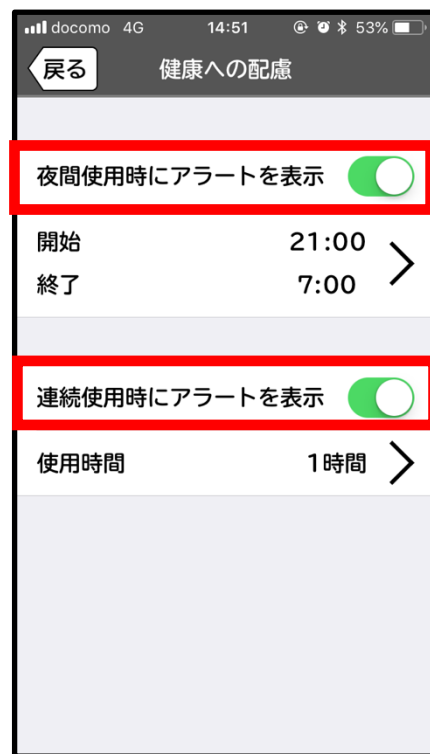 docomo 4G 14:51 53%
戻る 健康への配慮
夜間使用時にアラートを表示
開始 21:00
終了 7:00
連続使用時にアラートを表示
使用時間 1時間